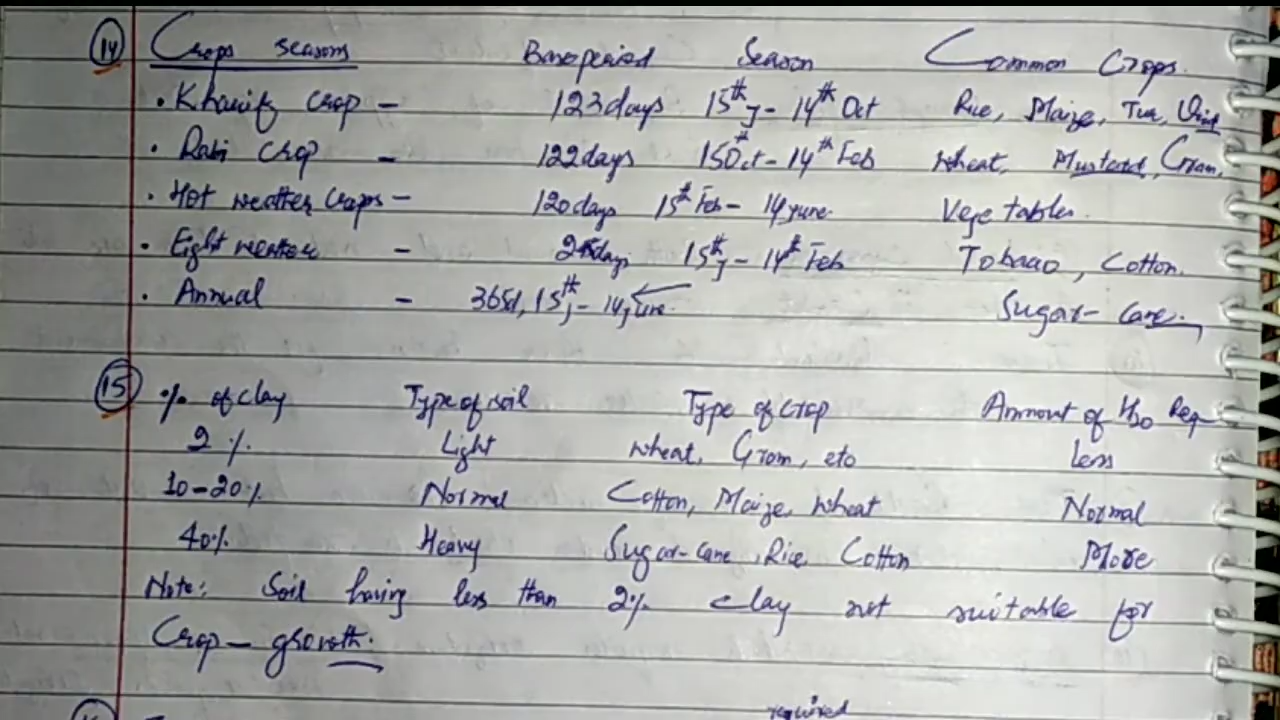 14 Crops seasons Base period Season Common Crops.
• Kharif crop - 123 days 15th J - 14th Oct Rice, Maize, Tur,
• Rabi crop - 122 days 15th Oct - 14th Feb Wheat, Mustard, Gram,
• Hot weather crops - 120 days 15th Feb - 14 June Vegetables.
• Eight - days 15th J - 14th Feb Tobacco, Cotton.
• Annual - 365d, 15th J - 14 June. Sugar-cane.
15 % of clay Type of soil Type of crop Amount of H2O Req
2 % Light Wheat, Gram, etc Less
10-20% Normal Cotton, Maize, Wheat Normal
40% Heavy Sugar-cane, Rice Cotton More
Note: Soil having less than 2% clay not suitable for
Crop - growth.
required